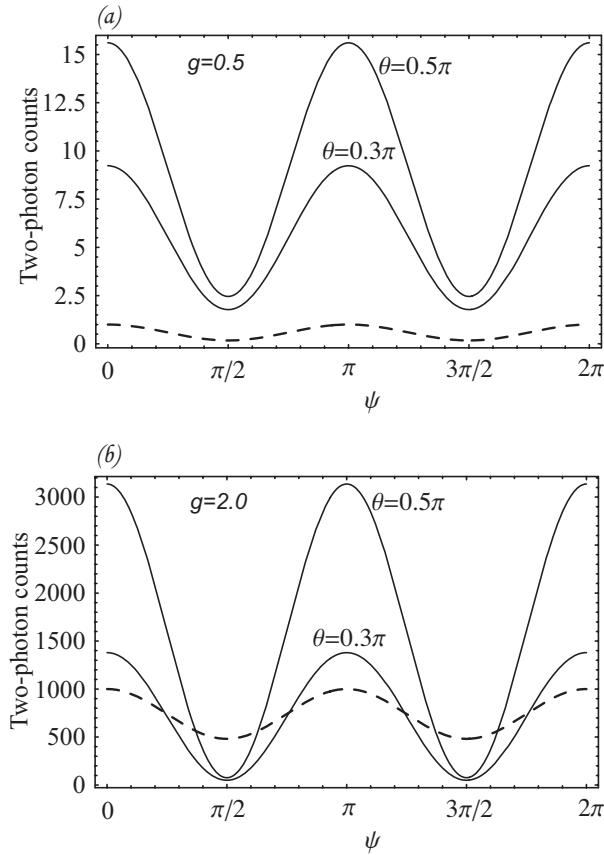 (a)
g=0.5
θ=0.5π
θ=0.3π
Two-photon counts
15
12.5
10
7.5
5
2.5
0
0 π/2 π 3π/2 2π
ψ
(b)
g=2.0
θ=0.5π
θ=0.3π
Two-photon counts
3000
2500
2000
1500
1000
500
0
0 π/2 π 3π/2 2π
ψ